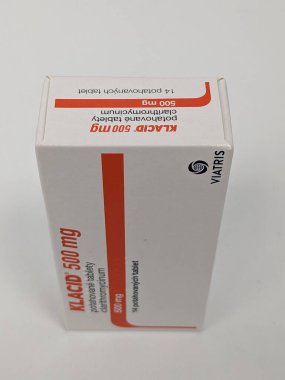 KLACID® 500 mg
potahované tablety
clarithromycinum
500 mg
14 potahovaných tablet
VIATRIS
KLACID® 500 mg
potahované tablety
clarithromycinum
500 mg
14 potahovaných tablet